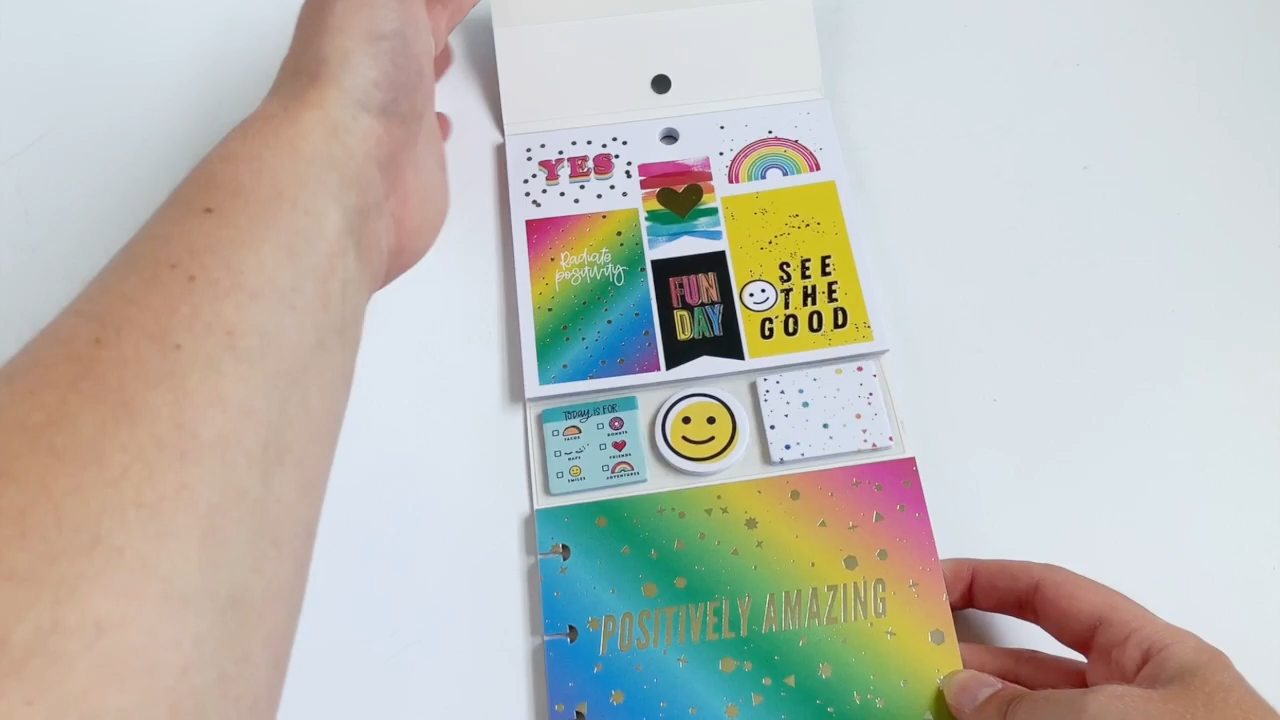 YES
Radiate
positivity
FUN
DAY
SEE
THE
GOOD
TODAY IS FOR
TACOS
DONUTS
NAPS
FRIENDS
SMILES
ADVENTURES
POSITIVELY AMAZING